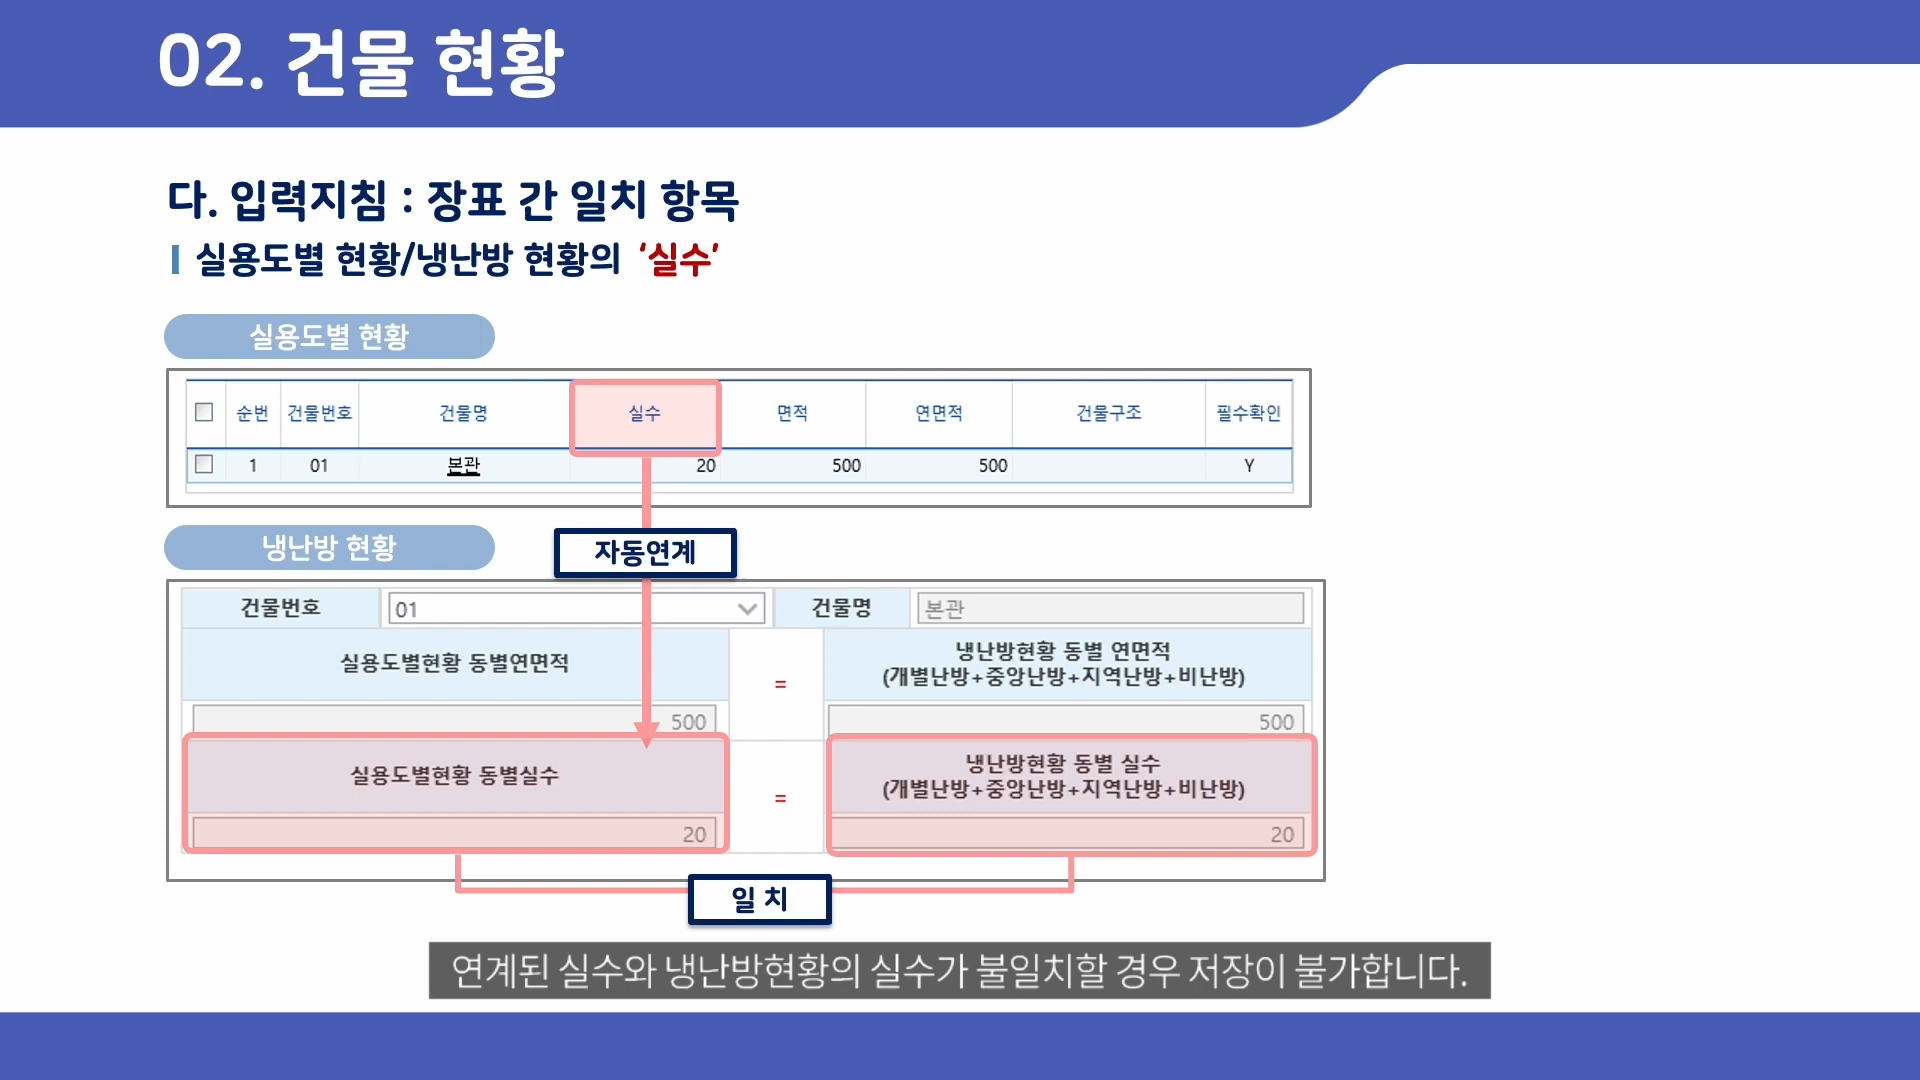 02. 건물 현황
다. 입력지침 : 장표 간 일치 항목
실용도별 현황/냉난방 현황의 ‘실수’
실용도별 현황
순번 건물번호 건물명 실수 면적 연면적 건물구조 필수확인
1 01 본관 20 500 500 Y
냉난방 현황
자동연계
건물번호 01 건물명 본관
실용도별현황 동별연면적 = 냉난방현황 동별 연면적
(개별난방+중앙난방+지역난방+비난방)
500 500
실용도별현황 동별실수 = 냉난방현황 동별 실수
(개별난방+중앙난방+지역난방+비난방)
20 20
일 치
연계된 실수와 냉난방현황의 실수가 불일치할 경우 저장이 불가합니다.